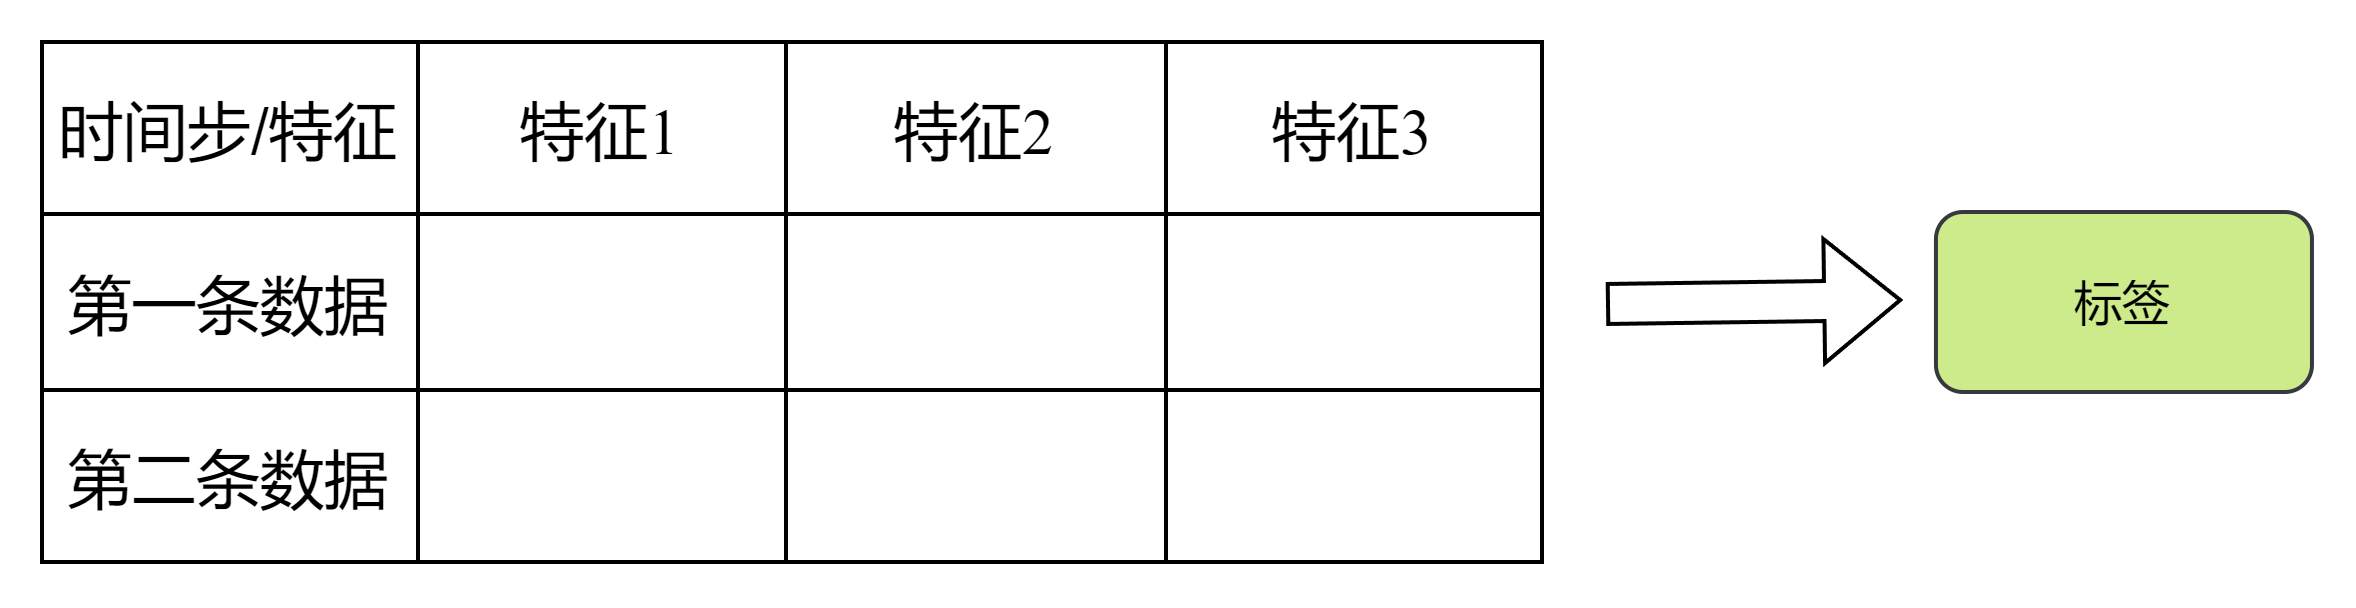 时间步/特征
特征1
特征2
特征3
第一条数据
第二条数据
标签